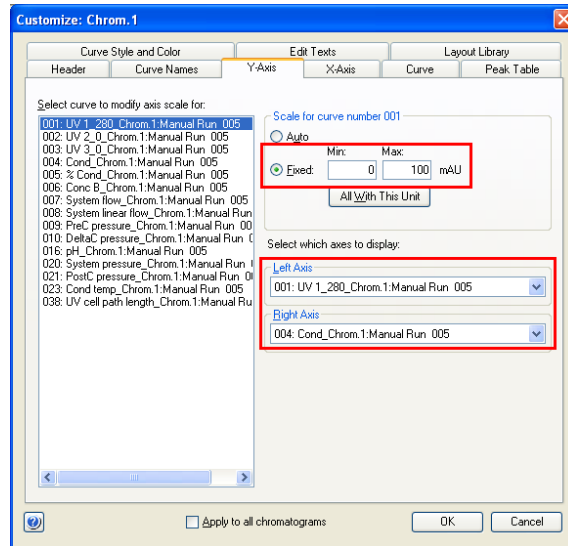 Customize: Chrom.1
Curve Style and Color
Edit Texts
Layout Library
Header
Curve Names
Y-Axis
X-Axis
Curve
Peak Table
Select curve to modify axis scale for:
001: UV 1_280_Chrom.1:Manual Run 005
002: UV 2_0_Chrom.1:Manual Run 005
003: UV 3_0_Chrom.1:Manual Run 005
004: Cond_Chrom.1:Manual Run 005
005: % Cond_Chrom.1:Manual Run 005
006: Conc B_Chrom.1:Manual Run 005
007: System flow_Chrom.1:Manual Run 005
008: System linear flow_Chrom.1:Manual Run
009: PreC pressure_Chrom.1:Manual Run 00
010: DeltaC pressure_Chrom.1:Manual Run 0
016: pH_Chrom.1:Manual Run 005
020: System pressure_Chrom.1:Manual Run
021: PostC pressure_Chrom.1:Manual Run 0
023: Cond temp_Chrom.1:Manual Run 005
038: UV cell path length_Chrom.1:Manual Ru
Scale for curve number 001
Auto
Min: Max:
Fixed: 0 100 mAU
All With This Unit
Select which axes to display:
Left Axis
001: UV 1_280_Chrom.1:Manual Run 005
Right Axis
004: Cond_Chrom.1:Manual Run 005
Apply to all chromatograms
OK
Cancel